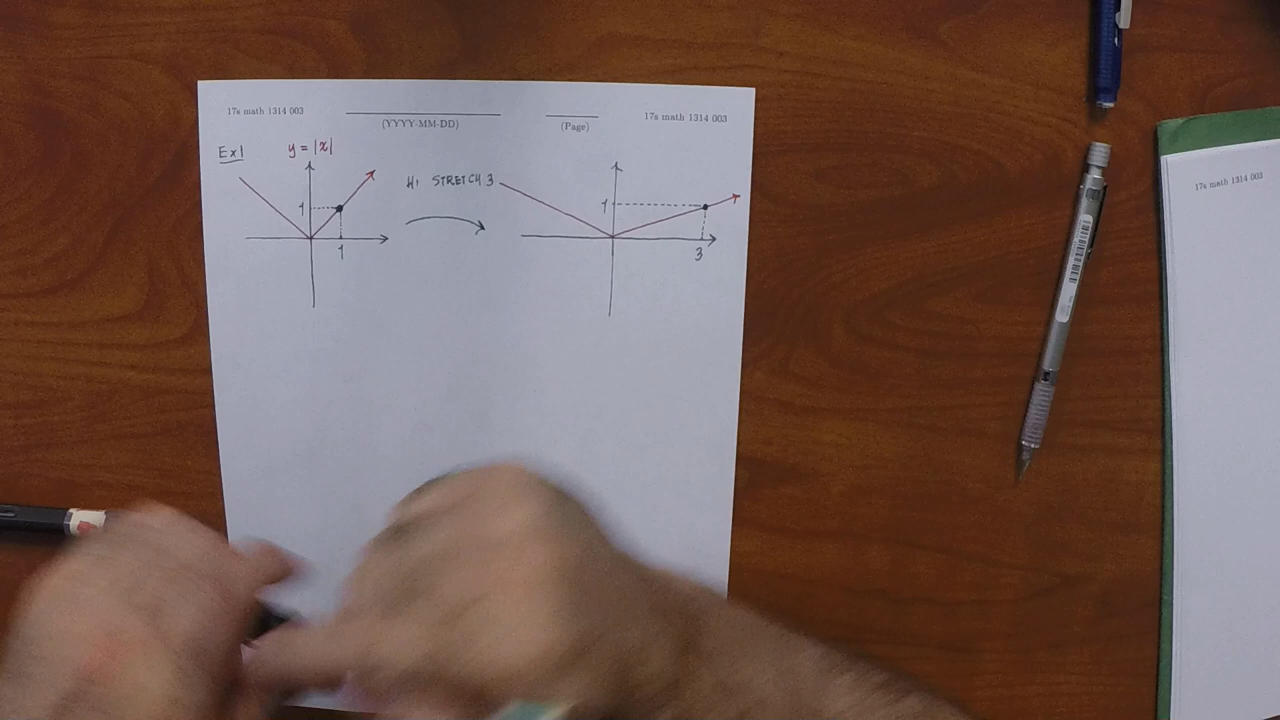 17s math 1314 003
(YYYY-MM-DD)
(Page)
17s math 1314 003
Ex1
y = |x|
H. STRETCH 3
1
1
1
3
17s math 1314 003